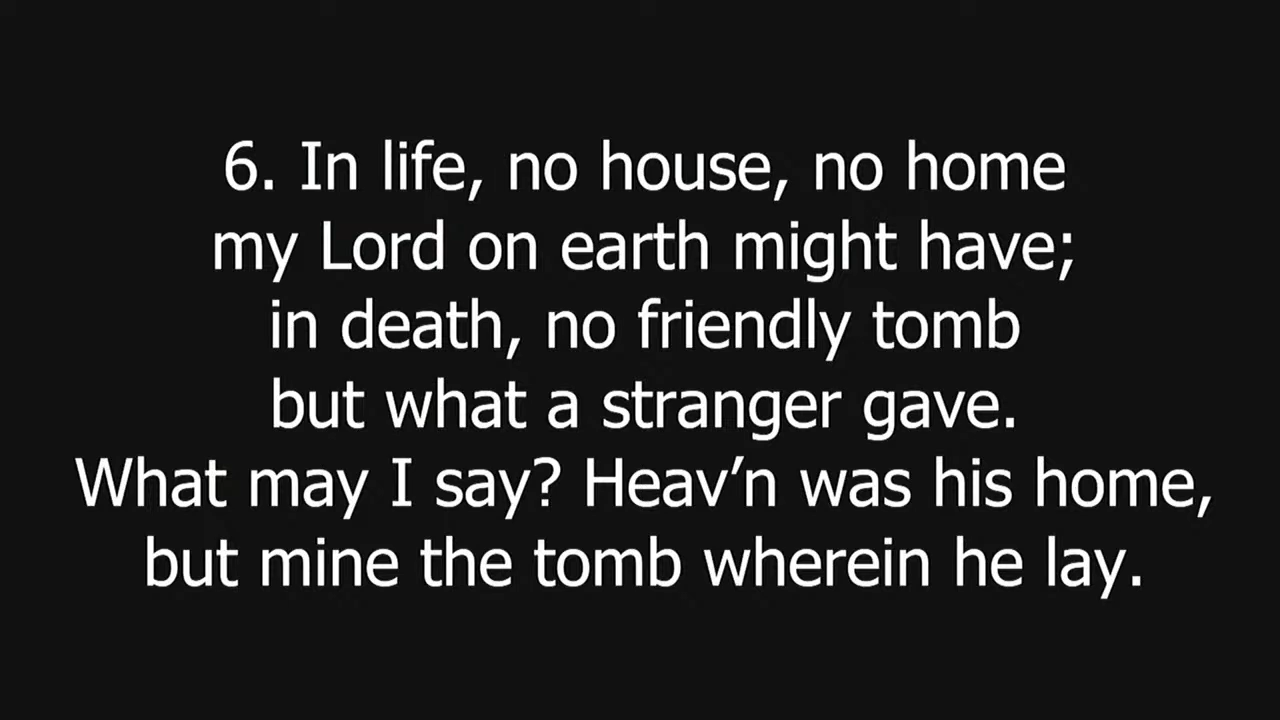 6. In life, no house, no home
my Lord on earth might have;
in death, no friendly tomb
but what a stranger gave.
What may I say? Heav’n was his home,
but mine the tomb wherein he lay.